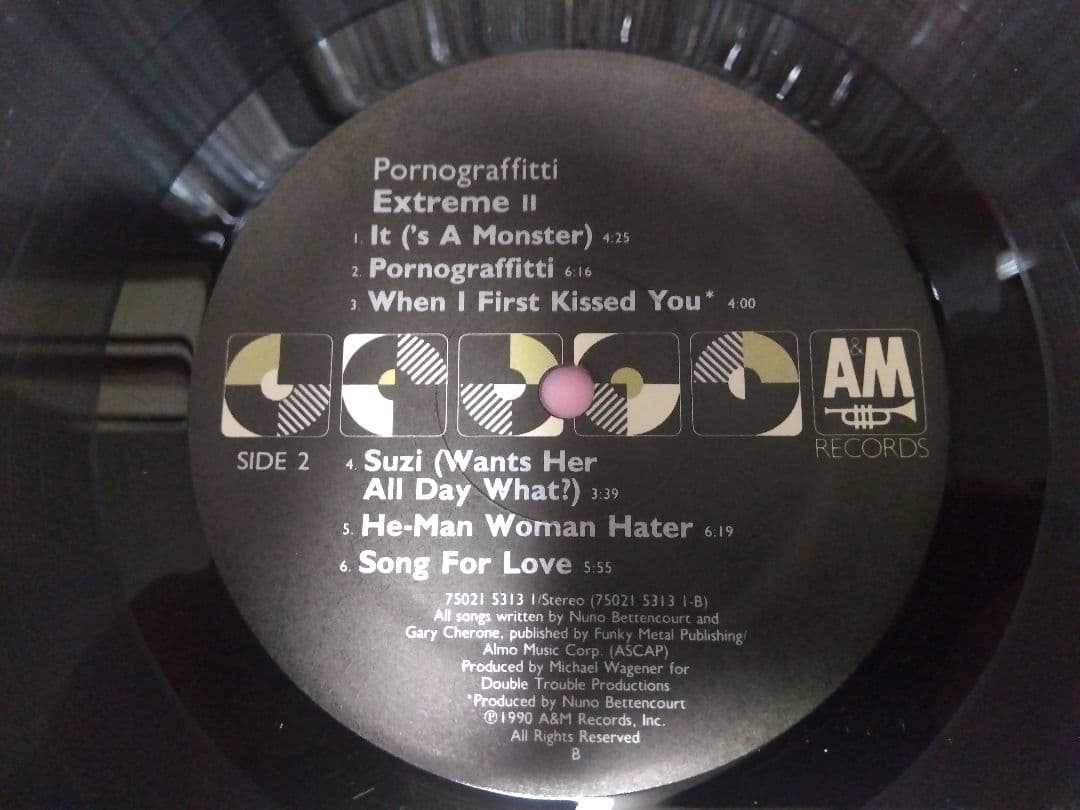 Pornograffitti
Extreme II
1. It ('s A Monster) 4:25
2. Pornograffitti 6:16
3. When I First Kissed You* 4:00
A&M
RECORDS
SIDE 2
4. Suzi (Wants Her
All Day What?) 3:39
5. He-Man Woman Hater 6:19
6. Song For Love 5:55
75021 5313 1/Stereo (75021 5313 1-B)
All songs written by Nuno Bettencourt and
Gary Cherone, published by Funky Metal Publishing/
Almo Music Corp. (ASCAP)
Produced by Michael Wagener for
Double Trouble Productions
*Produced by Nuno Bettencourt
℗1990 A&M Records, Inc.
All Rights Reserved
B